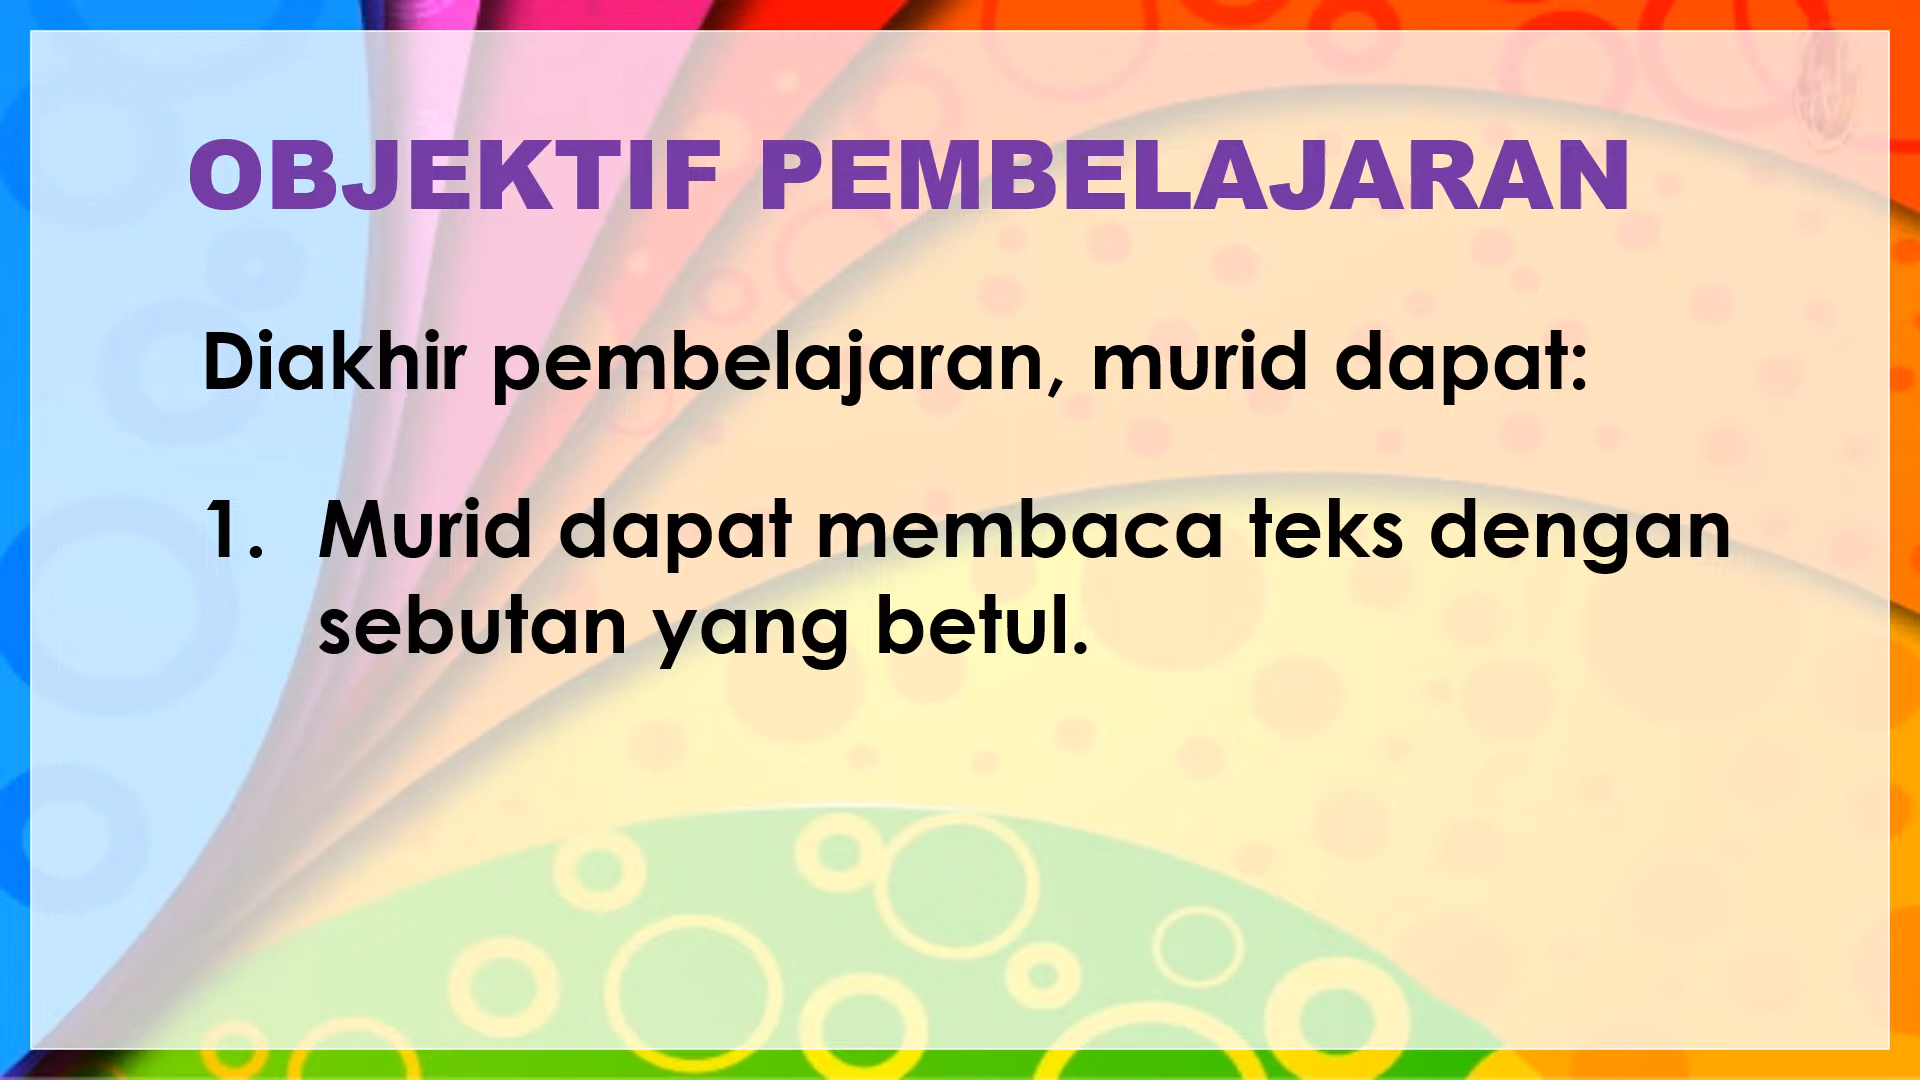 OBJEKTIF PEMBELAJARAN
Diakhir pembelajaran, murid dapat:
1. Murid dapat membaca teks dengan
sebutan yang betul.